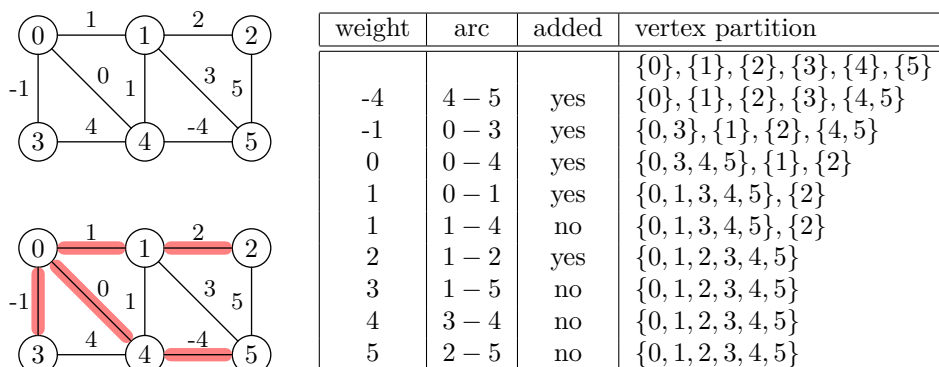 1 2
0 1 2
-1 0 1 3 5
4 -4
3 4 5
1 2
0 1 2
-1 0 1 3 5
4 -4
3 4 5
weight arc added vertex partition
{0}, {1}, {2}, {3}, {4}, {5}
-4 4 − 5 yes {0}, {1}, {2}, {3}, {4, 5}
-1 0 − 3 yes {0, 3}, {1}, {2}, {4, 5}
0 0 − 4 yes {0, 3, 4, 5}, {1}, {2}
1 0 − 1 yes {0, 1, 3, 4, 5}, {2}
1 1 − 4 no {0, 1, 3, 4, 5}, {2}
2 1 − 2 yes {0, 1, 2, 3, 4, 5}
3 1 − 5 no {0, 1, 2, 3, 4, 5}
4 3 − 4 no {0, 1, 2, 3, 4, 5}
5 2 − 5 no {0, 1, 2, 3, 4, 5}